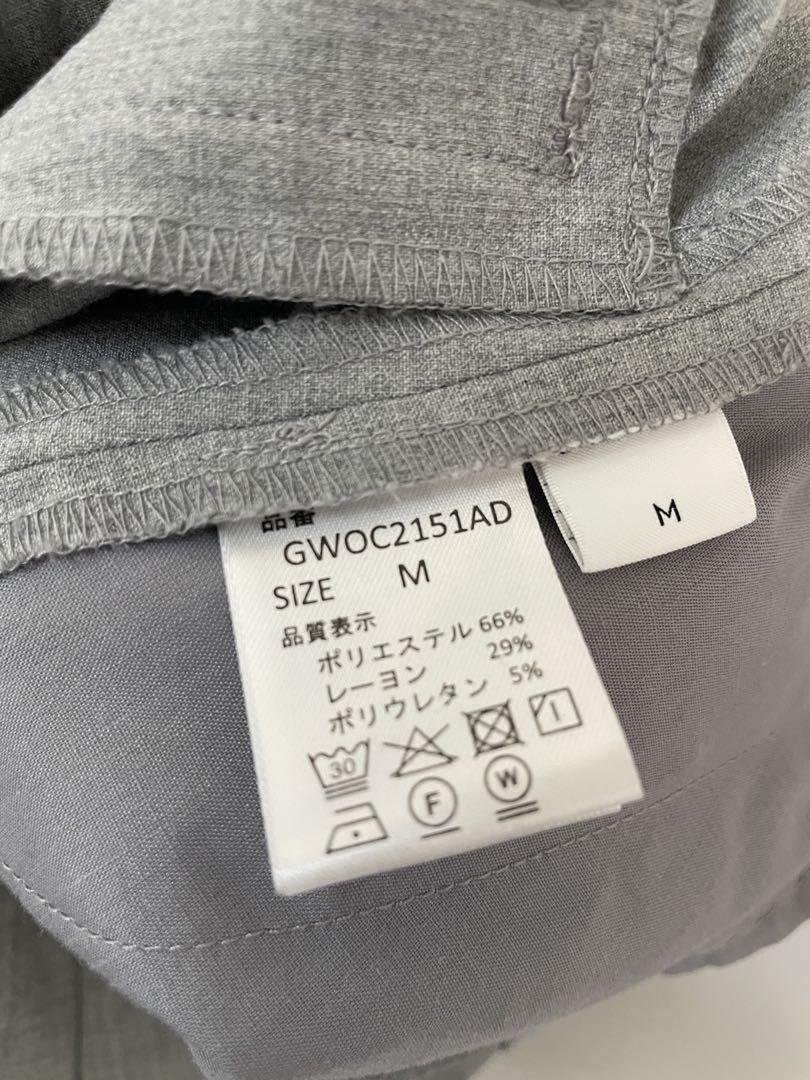 品番
GWOC2151AD
SIZE M
品質表示
ポリエステル 66%
レーヨン 29%
ポリウレタン 5%
30
F W
M